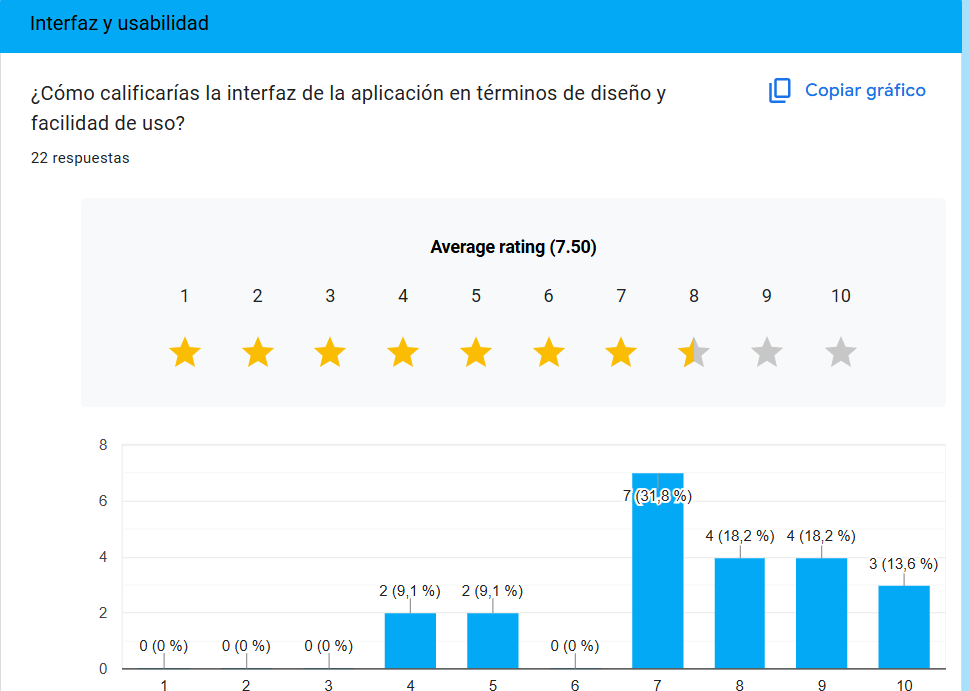 Interfaz y usabilidad
¿Cómo calificarías la interfaz de la aplicación en términos de diseño y
facilidad de uso?
Copiar gráfico
22 respuestas
Average rating (7.50)
1 2 3 4 5 6 7 8 9 10
8
6
4
2
0
0 (0 %) 0 (0 %) 0 (0 %) 2 (9,1 %) 2 (9,1 %) 0 (0 %) 7 (31,8 %) 4 (18,2 %) 4 (18,2 %) 3 (13,6 %)
1 2 3 4 5 6 7 8 9 10